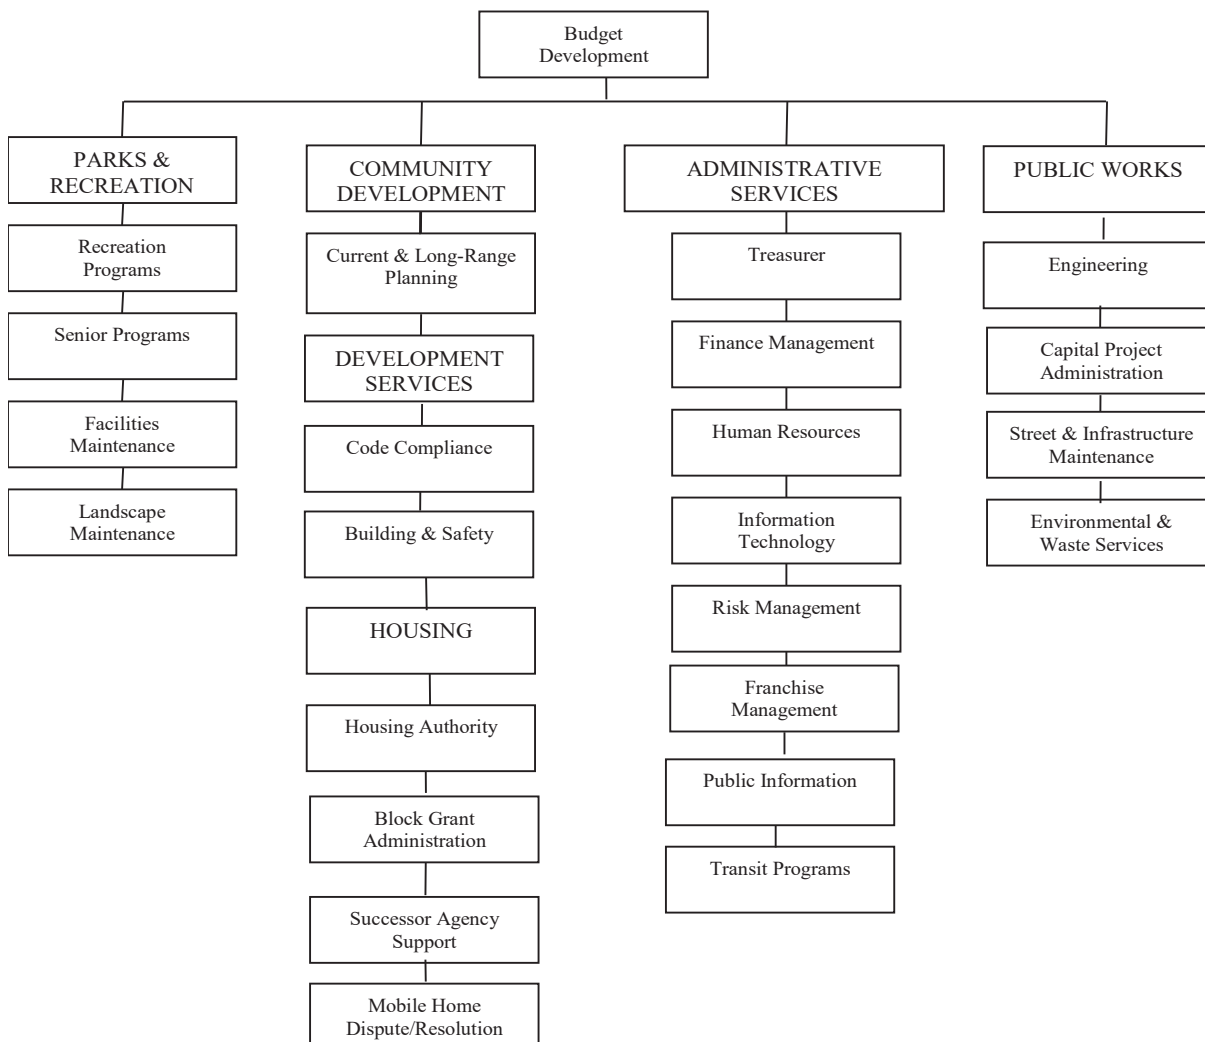 Budget
Development
PARKS &
RECREATION
Recreation
Programs
Senior Programs
Facilities
Maintenance
Landscape
Maintenance
COMMUNITY
DEVELOPMENT
Current & Long-Range
Planning
DEVELOPMENT
SERVICES
Code Compliance
Building & Safety
HOUSING
Housing Authority
Block Grant
Administration
Successor Agency
Support
Mobile Home
Dispute/Resolution
ADMINISTRATIVE
SERVICES
Treasurer
Finance Management
Human Resources
Information
Technology
Risk Management
Franchise
Management
Public Information
Transit Programs
PUBLIC WORKS
Engineering
Capital Project
Administration
Street & Infrastructure
Maintenance
Environmental &
Waste Services